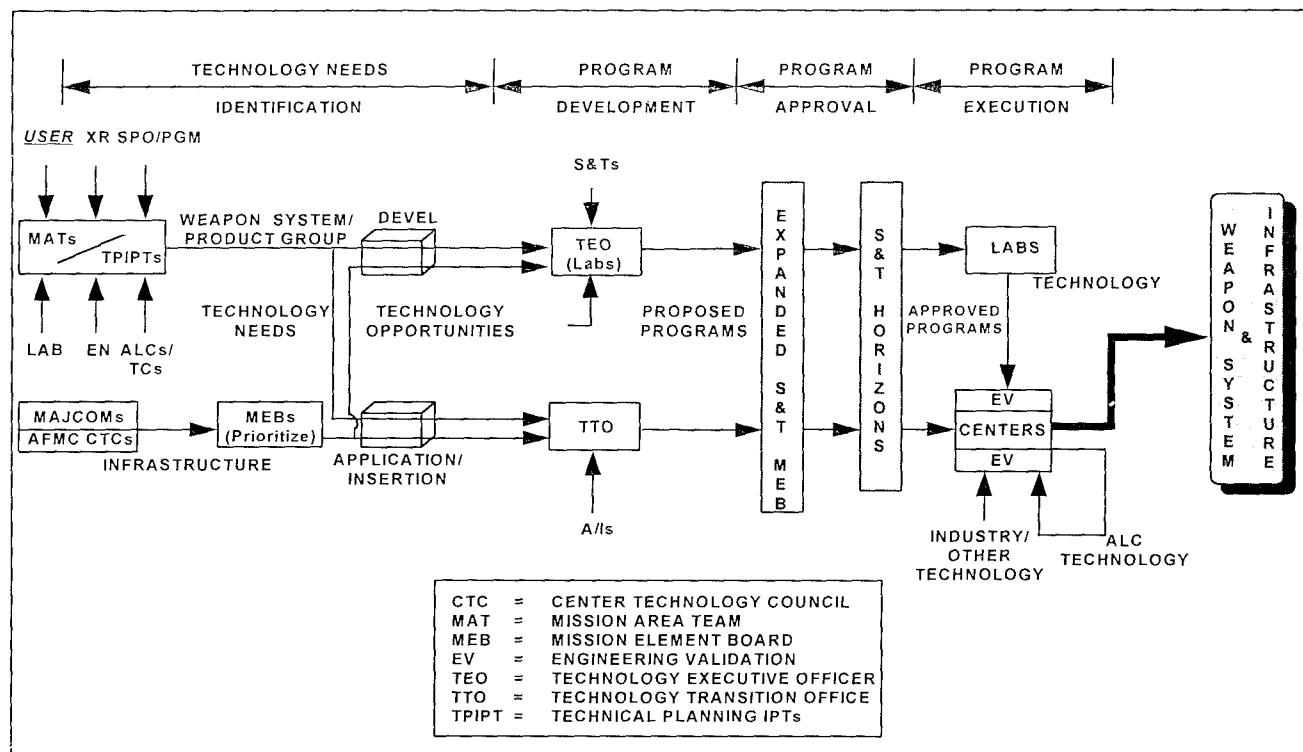 TECHNOLOGY NEEDS
IDENTIFICATION
PROGRAM
DEVELOPMENT
PROGRAM
APPROVAL
PROGRAM
EXECUTION
USER XR SPO/PGM
MATs
TPIPTs
LAB EN ALCs/
TCs
WEAPON SYSTEM/
PRODUCT GROUP
DEVEL
S&Ts
TEO
(Labs)
TECHNOLOGY
NEEDS
TECHNOLOGY
OPPORTUNITIES
MAJCOMs
AFMC CTCs
INFRASTRUCTURE
MEBs
(Prioritize)
APPLICATION/
INSERTION
TTO
A/Is
PROPOSED
PROGRAMS
EXPANDED S&T MEB
S&T HORIZONS
APPROVED
PROGRAMS
LABS
TECHNOLOGY
EV
CENTERS
EV
INDUSTRY/
OTHER
TECHNOLOGY
ALC
TECHNOLOGY
WEAPON SYSTEM
&
INFRASTRUCTURE
CTC = CENTER TECHNOLOGY COUNCIL
MAT = MISSION AREA TEAM
MEB = MISSION ELEMENT BOARD
EV = ENGINEERING VALIDATION
TEO = TECHNOLOGY EXECUTIVE OFFICER
TTO = TECHNOLOGY TRANSITION OFFICE
TPIPT = TECHNICAL PLANNING IPTs